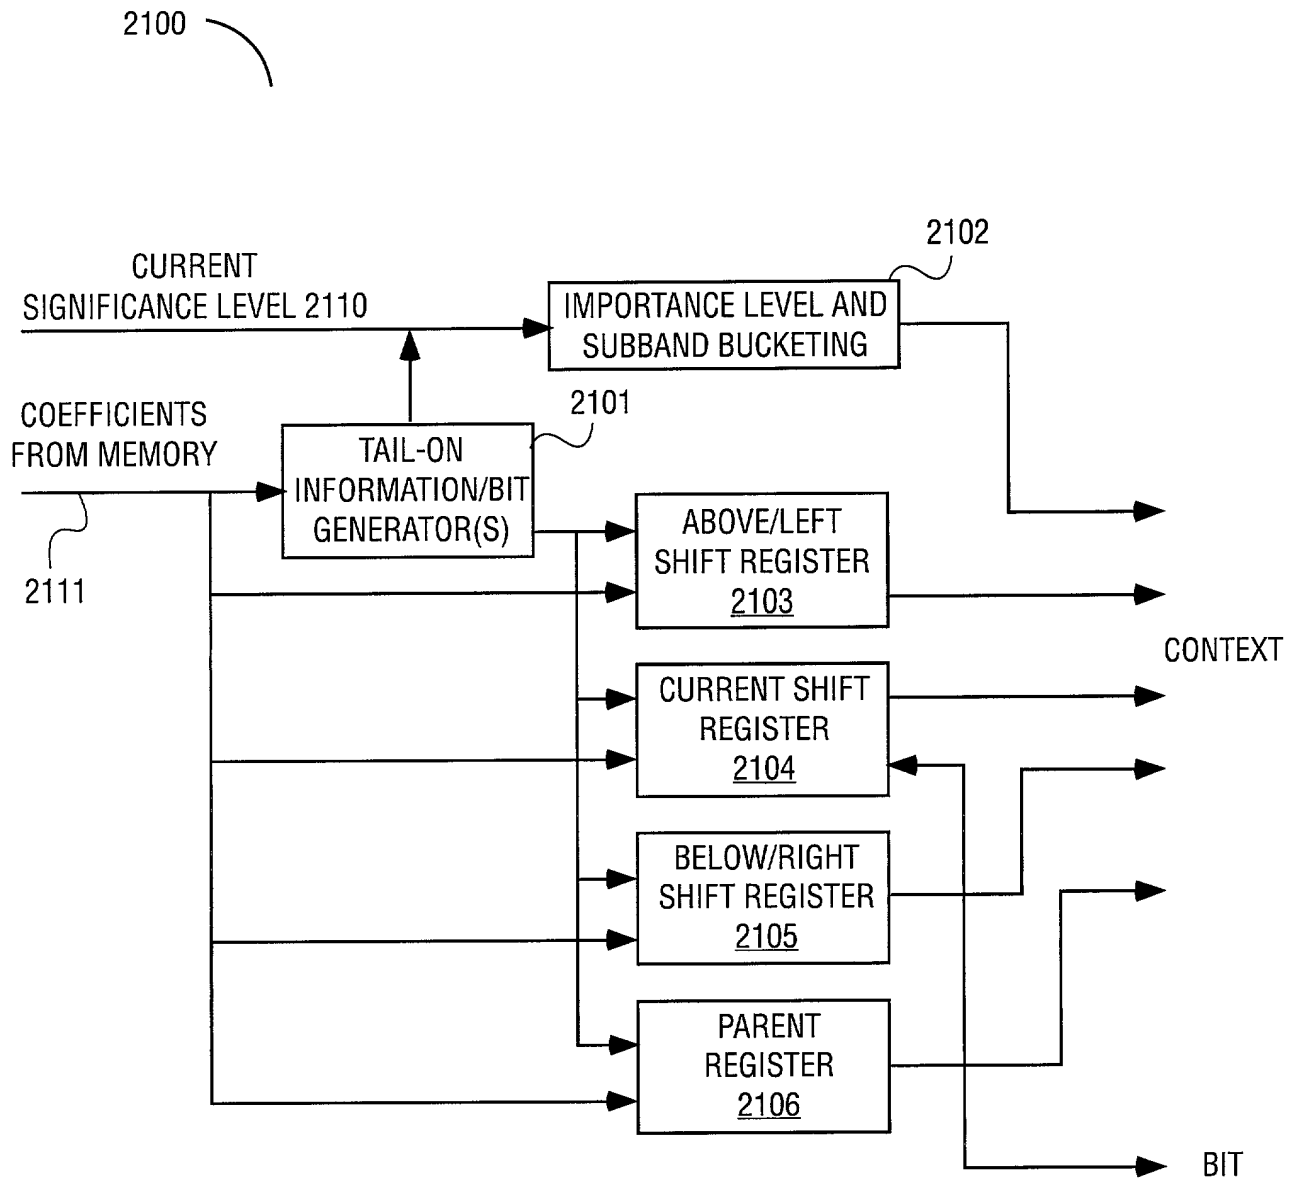 2100
2102
CURRENT
SIGNIFICANCE LEVEL 2110
IMPORTANCE LEVEL AND
SUBBAND BUCKETING
2101
COEFFICIENTS
FROM MEMORY
TAIL-ON
INFORMATION/BIT
GENERATOR(S)
2111
ABOVE/LEFT
SHIFT REGISTER
2103
CONTEXT
CURRENT SHIFT
REGISTER
2104
BELOW/RIGHT
SHIFT REGISTER
2105
PARENT
REGISTER
2106
BIT